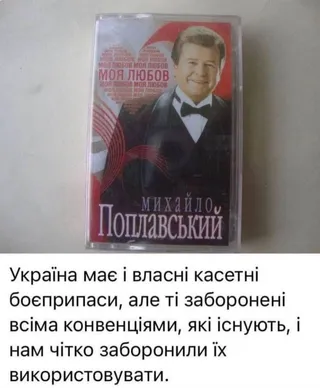 МОЯ ЛЮБОВ
МИХАЙЛО
ПОПЛАВСЬКИЙ
Україна має і власні касетні
боєприпаси, але ті заборонені
всіма конвенціями, які існують, і
нам чітко заборонили їх
використовувати.